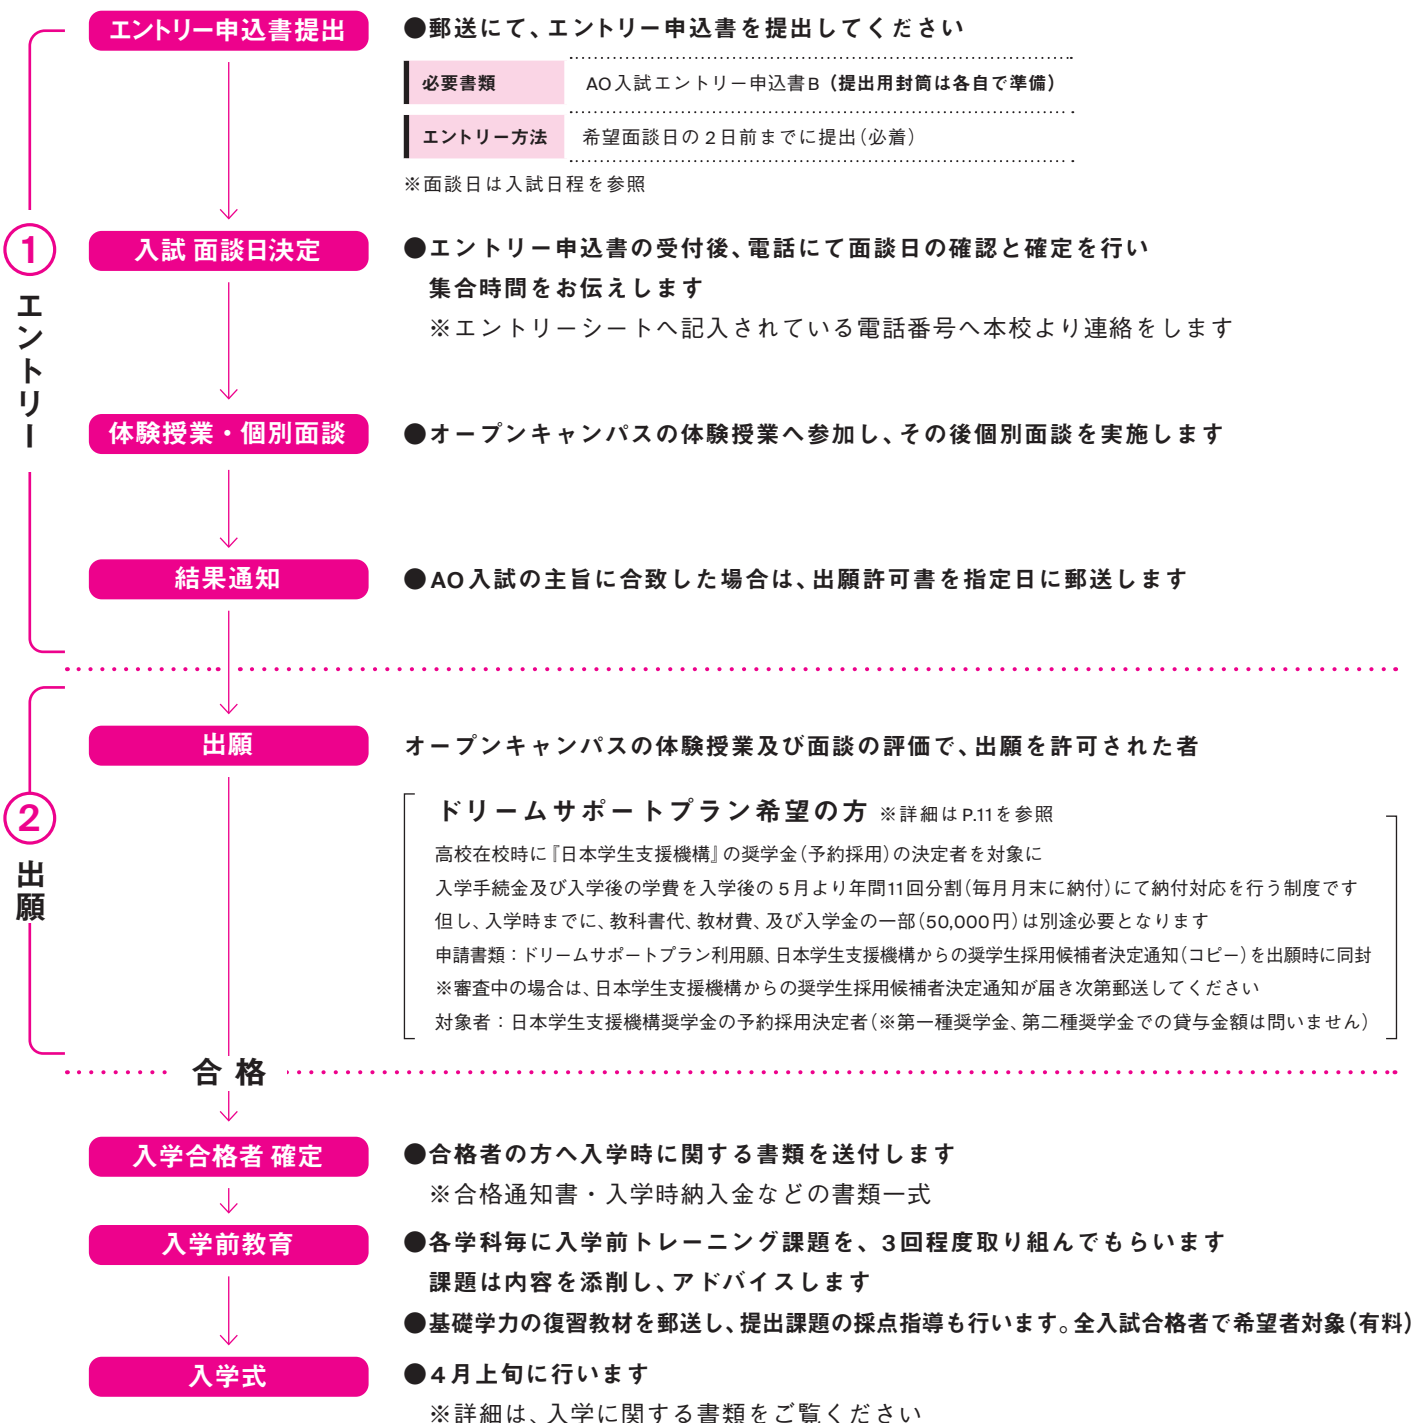 エントリー申込書提出
●郵送にて、エントリー申込書を提出してください
必要書類
AO入試エントリー申込書B（提出用封筒は各自で準備）
エントリー方法
希望面談日の2日前までに提出（必着）
※面談日は入試日程を参照
① エントリー
入試 面談日決定
●エントリー申込書の受付後、電話にて面談日の確認と確定を行い
集合時間をお伝えします
※エントリーシートへ記入されている電話番号へ本校より連絡をします
体験授業・個別面談
●オープンキャンパスの体験授業へ参加し、その後個別面談を実施します
結果通知
●AO入試の主旨に合致した場合は、出願許可書を指定日に郵送します
② 出願
出願
オープンキャンパスの体験授業及び面談の評価で、出願を許可された者
ドリームサポートプラン希望の方 ※詳細はP.11を参照
高校在校時に『日本学生支援機構』の奨学金（予約採用）の決定者を対象に
入学手続金及び入学後の学費を入学後の5月より年間11回分割（毎月月末に納付）にて納付対応を行う制度です
但し、入学時までに、教科書代、教材費、及び入学金の一部（50,000円）は別途必要となります
申請書類：ドリームサポートプラン利用願、日本学生支援機構からの奨学生採用候補者決定通知（コピー）を出願時に同封
※審査中の場合は、日本学生支援機構からの奨学生採用候補者決定通知が届き次第郵送してください
対象者：日本学生支援機構奨学金の予約採用決定者（※第一種奨学金、第二種奨学金での貸与金額は問いません）
合格
入学合格者 確定
●合格者の方へ入学時に関する書類を送付します
※合格通知書・入学時納入金などの書類一式
入学前教育
●各学科毎に入学前トレーニング課題を、3回程度取り組んでもらいます
課題は内容を添削し、アドバイスします
●基礎学力の復習教材を郵送し、提出課題の採点指導も行います。全入試合格者で希望者対象（有料）
入学式
●4月上旬に行います
※詳細は、入学に関する書類をご覧ください